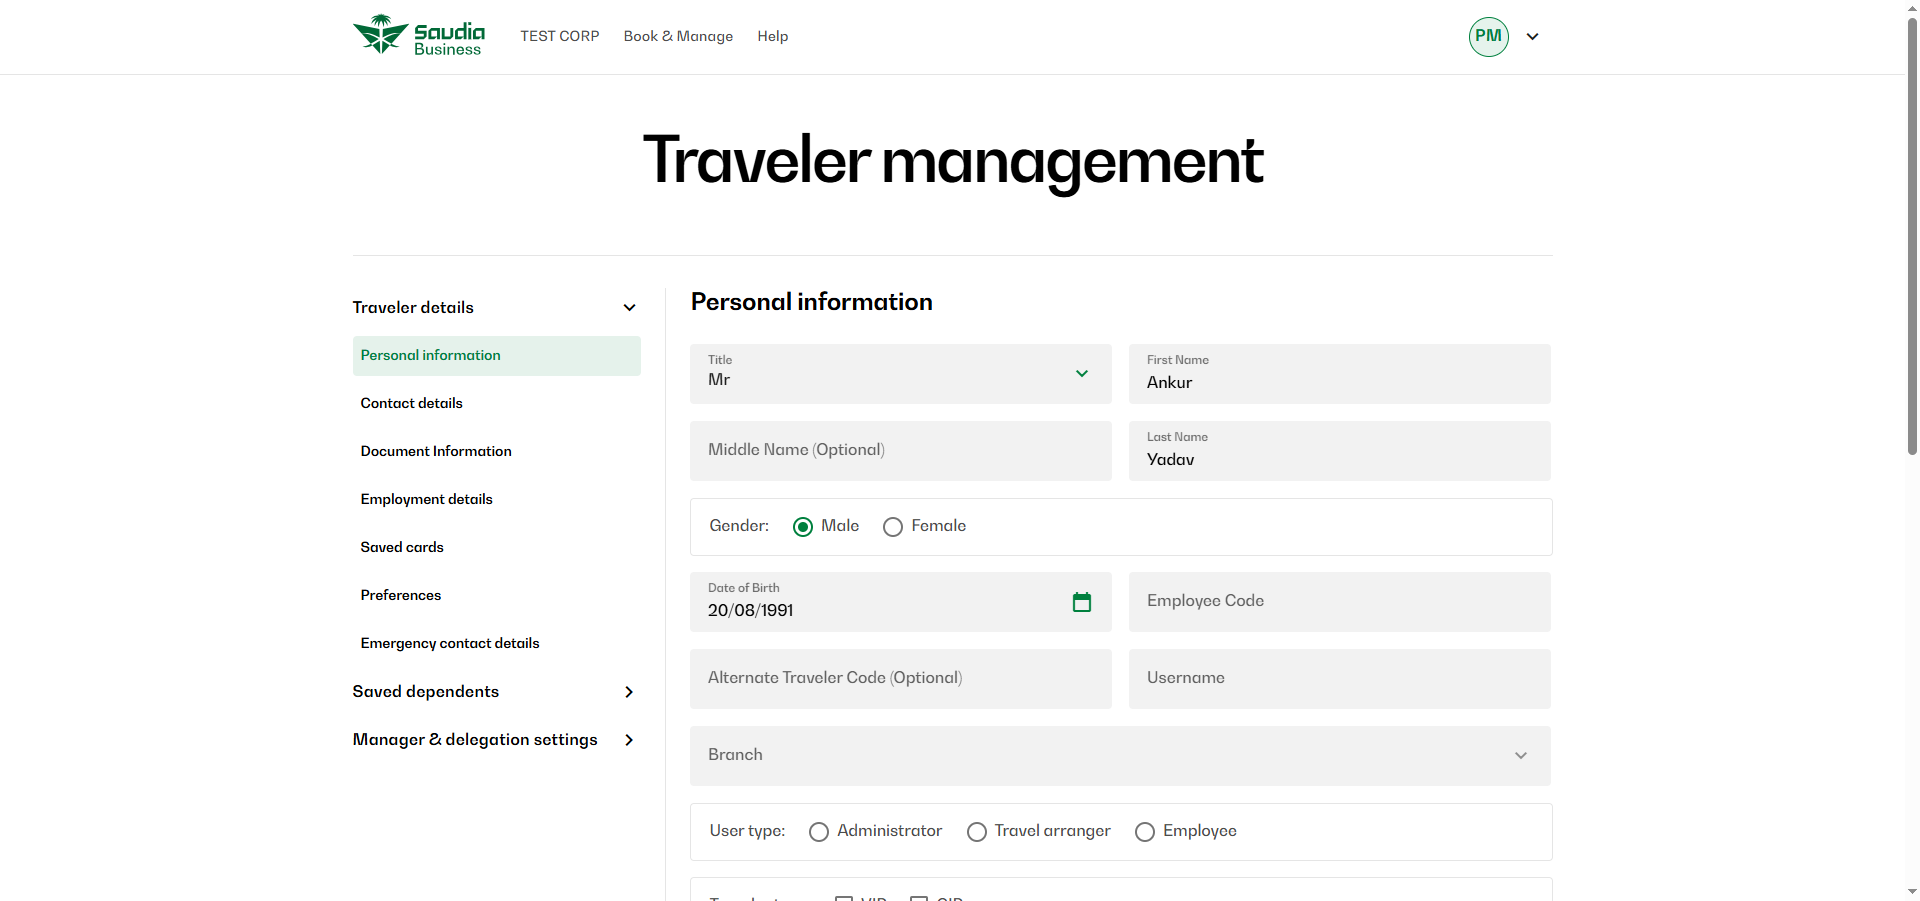 Saudia
Business
TEST CORP
Book & Manage
Help
PM
Traveler management
Traveler details
Personal information
Contact details
Document Information
Employment details
Saved cards
Preferences
Emergency contact details
Saved dependents
Manager & delegation settings
Personal information
Title
Mr
First Name
Ankur
Middle Name (Optional)
Last Name
Yadav
Gender: Male Female
Date of Birth
20/08/1991
Employee Code
Alternate Traveler Code (Optional)
Username
Branch
User type: Administrator Travel arranger Employee